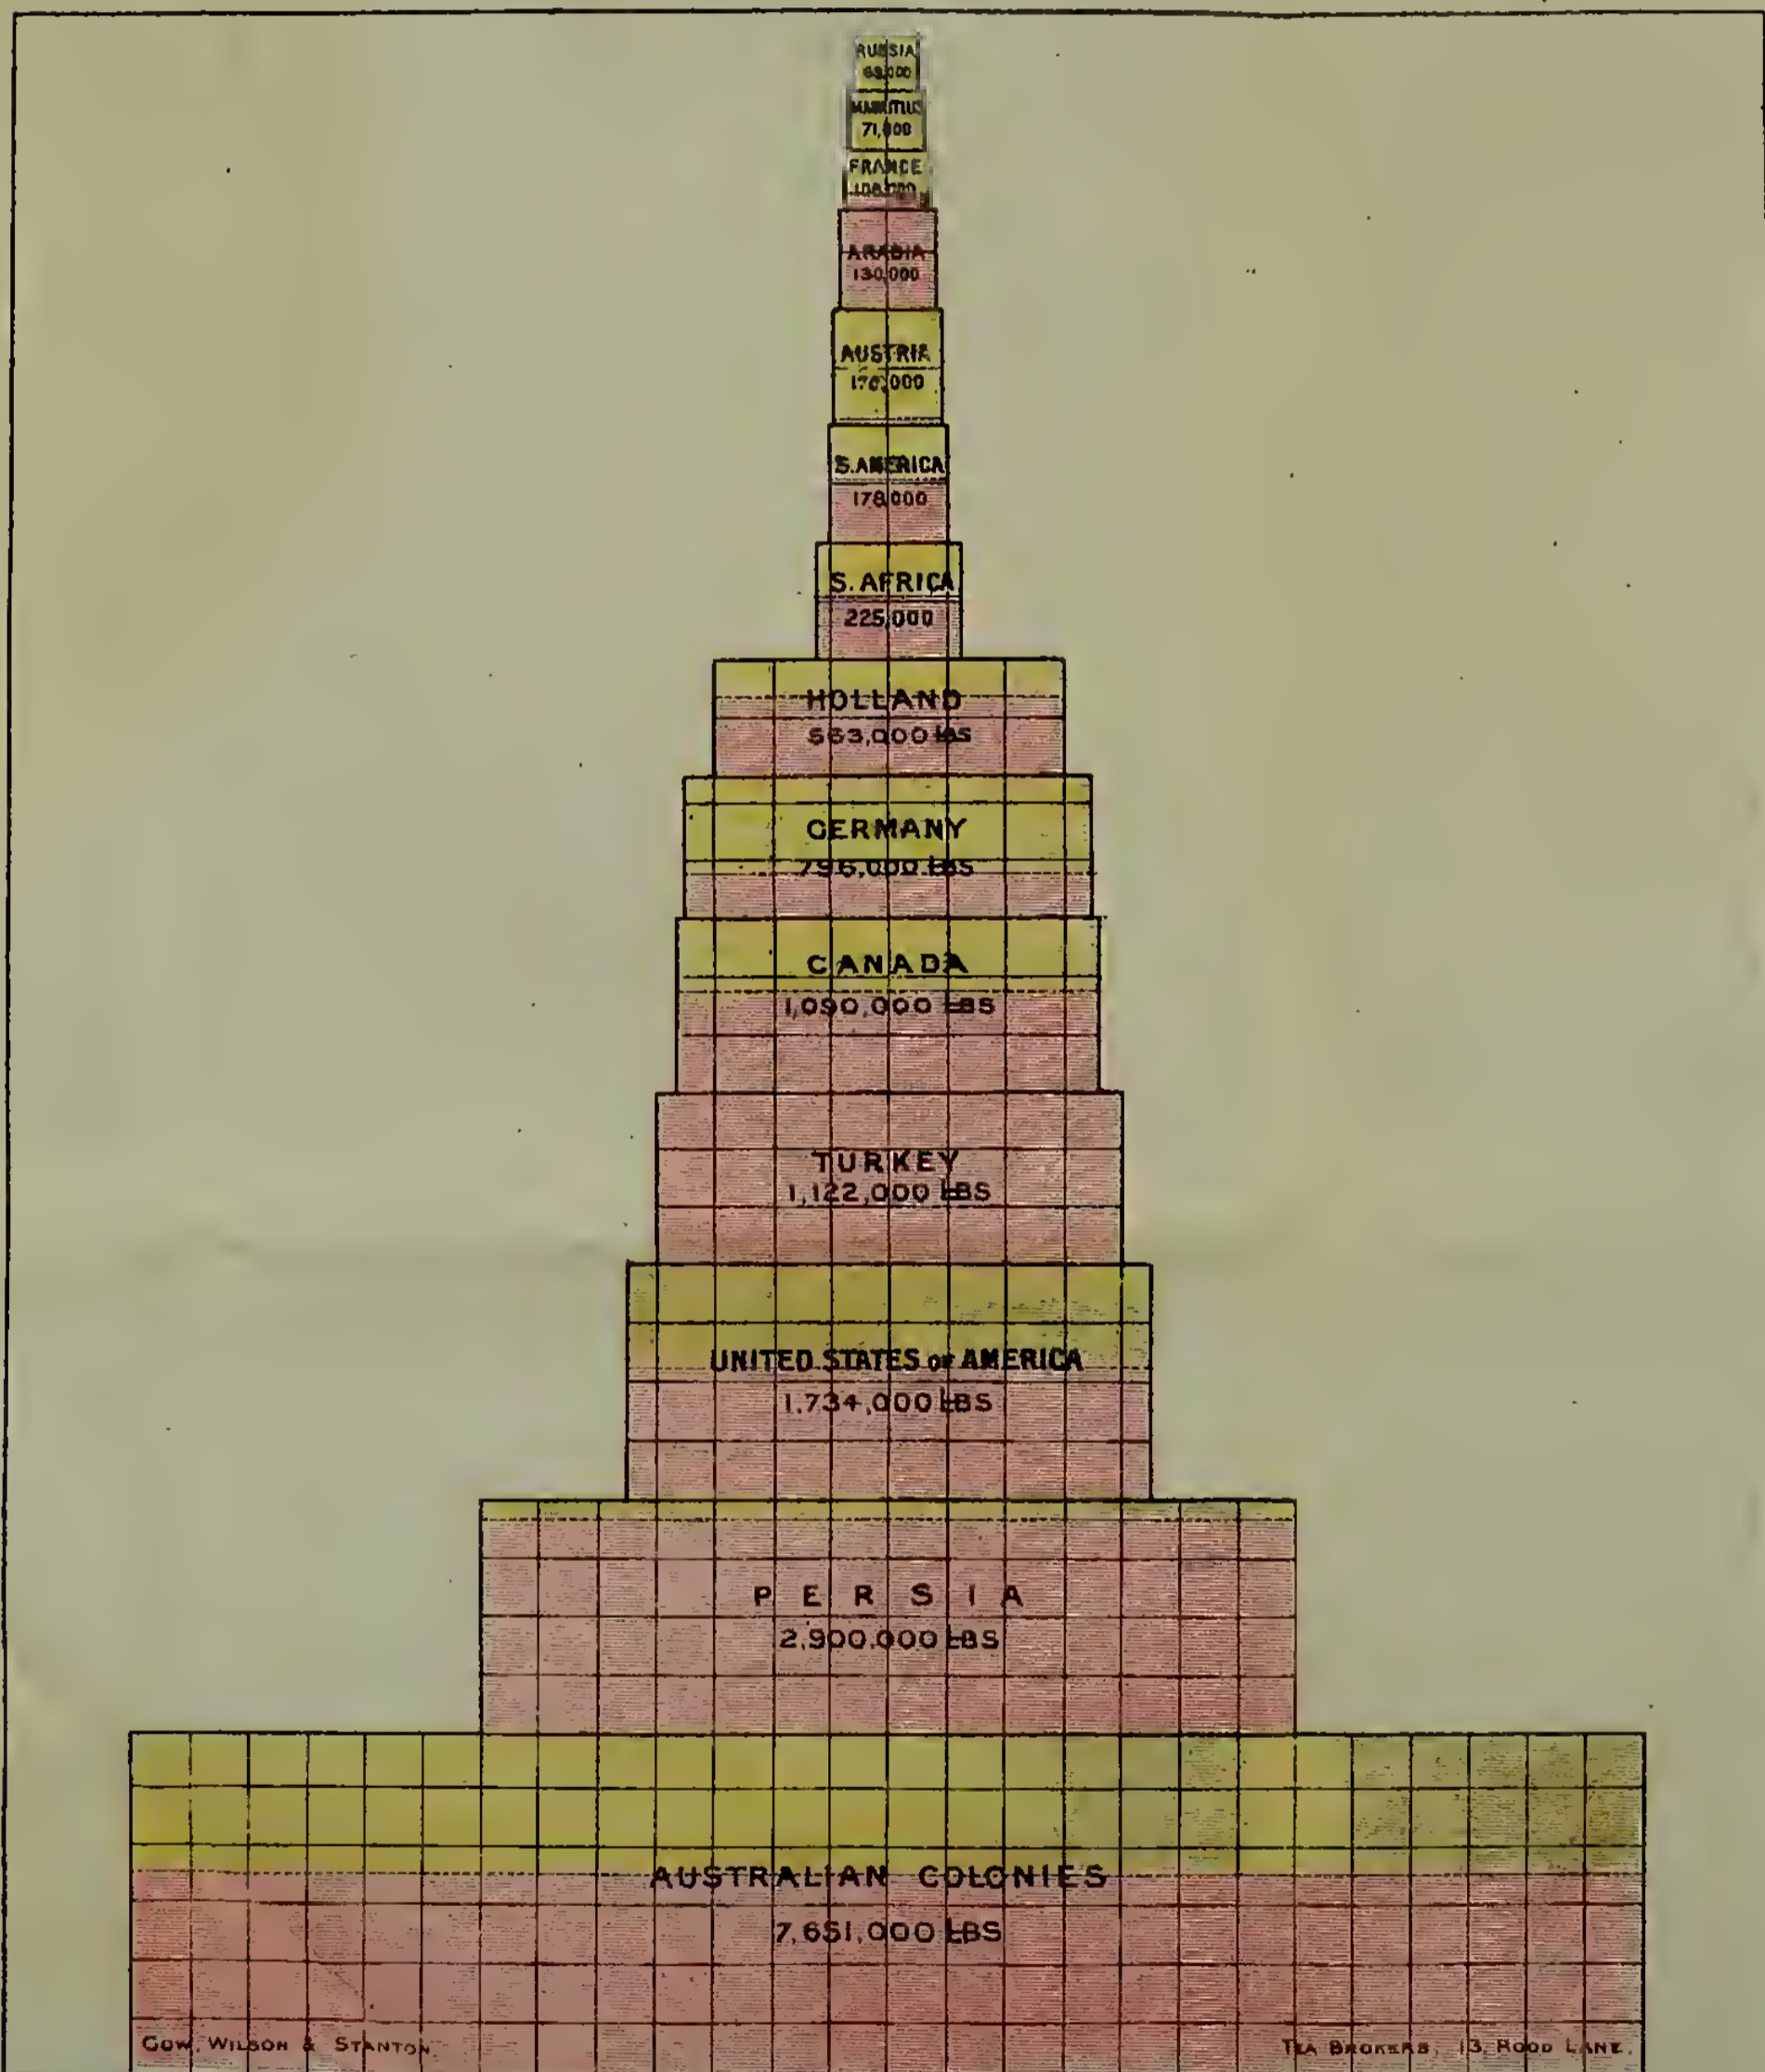 RUSSIA
MAURITIUS
FRANCE
ARABIA
130,000
AUSTRIA
170,000
S. AMERICA
178,000
S. AFRICA
225,000
HOLLAND
563,000 LBS
GERMANY
796,000 LBS
CANADA
1,090,000 LBS
TURKEY
1,122,000 LBS
UNITED STATES OF AMERICA
1,734,000 LBS
PERSIA
2,900,000 LBS
AUSTRALIAN COLONIES
7,651,000 LBS
GOW, WILSON & STANTON. TEA BROKERS, 13, ROOD LANE.